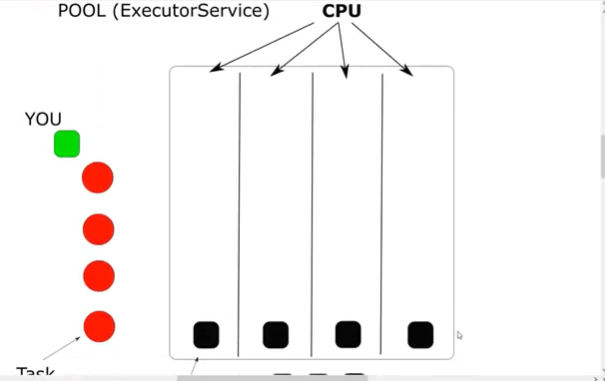 POOL (ExecutorService)
CPU
YOU
Task